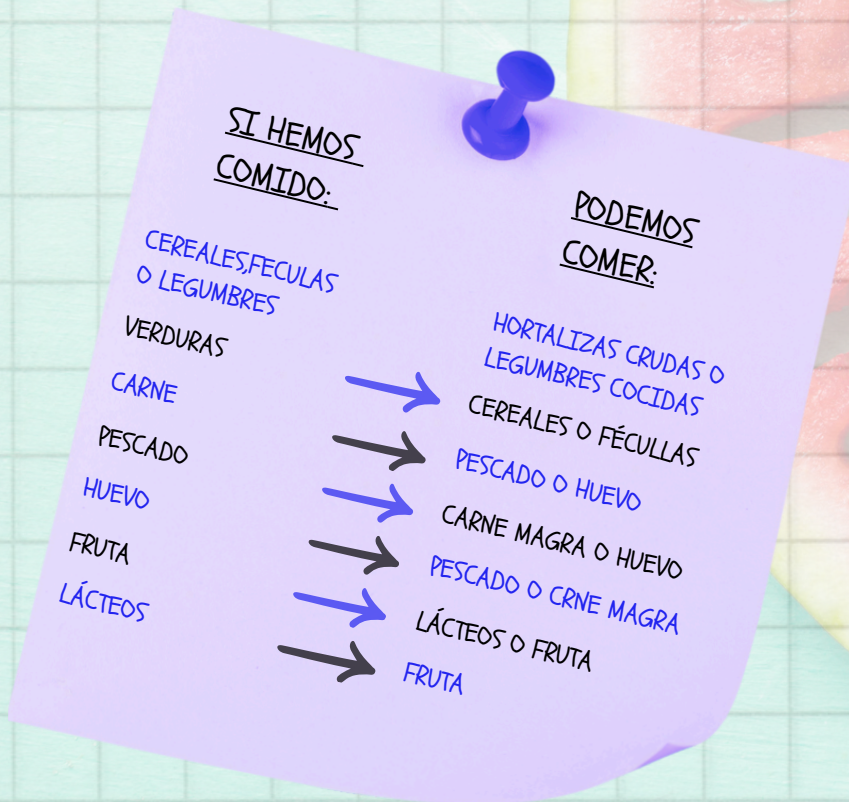 SI HEMOS
COMIDO:
CEREALES,FECULAS
O LEGUMBRES
VERDURAS
CARNE
PESCADO
HUEVO
FRUTA
LÁCTEOS
PODEMOS
COMER:
HORTALIZAS CRUDAS O
LEGUMBRES COCIDAS
CEREALES O FÉCULLAS
PESCADO O HUEVO
CARNE MAGRA O HUEVO
PESCADO O CRNE MAGRA
LÁCTEOS O FRUTA
FRUTA